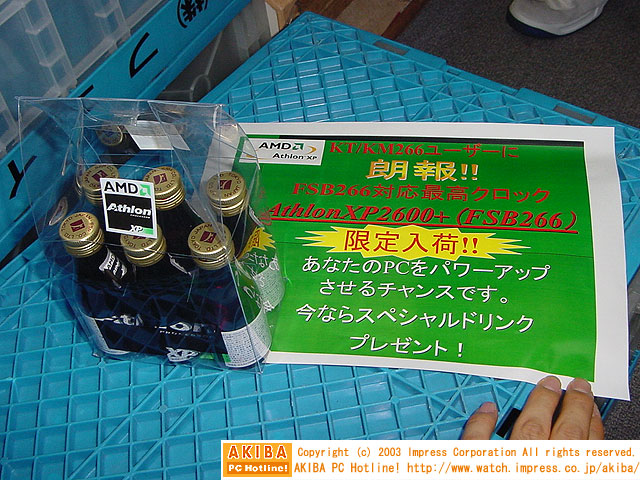 (株)
AMD
Athlon
XP
AMD
Athlon XP
KT/KM266ユーザーに
朗報!!
FSB266対応最高クロック
AthlonXP2600+(FSB266)
限定入荷!!
あなたのPCをパワーアップ
させるチャンスです。
今ならスペシャルドリンク
プレゼント！
XP
AKIBA
PC Hotline!
Copyright (c) 2003 Impress Corporation All rights reserved.
AKIBA PC Hotline! http://www.watch.impress.co.jp/akiba/